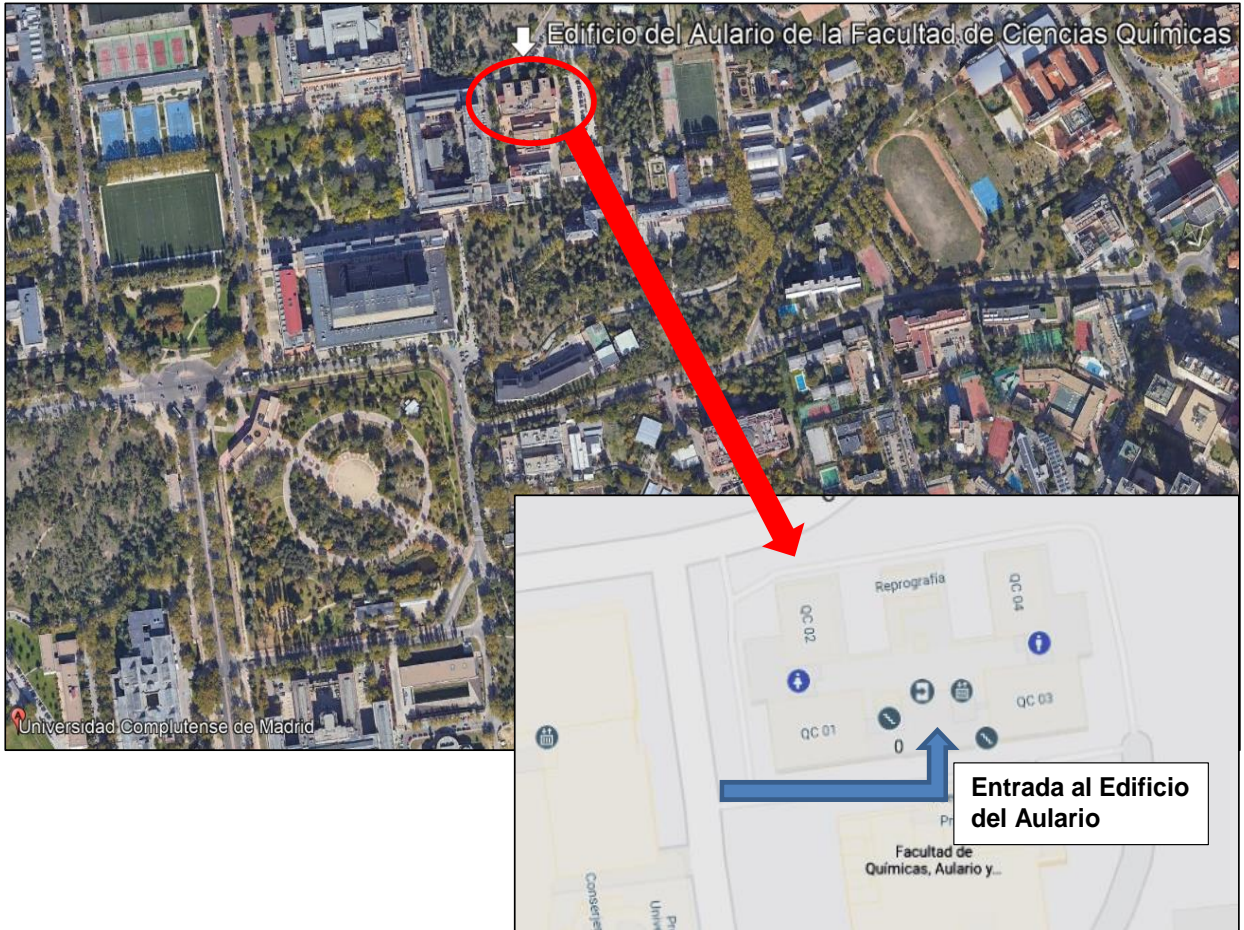 Edificio del Aulario de la Facultad de Ciencias Químicas
Universidad Complutense de Madrid
Reprografía
QC 02
QC 04
QC 01
QC 03
0
Entrada al Edificio
del Aulario
Facultad de
Químicas, Aulario y...